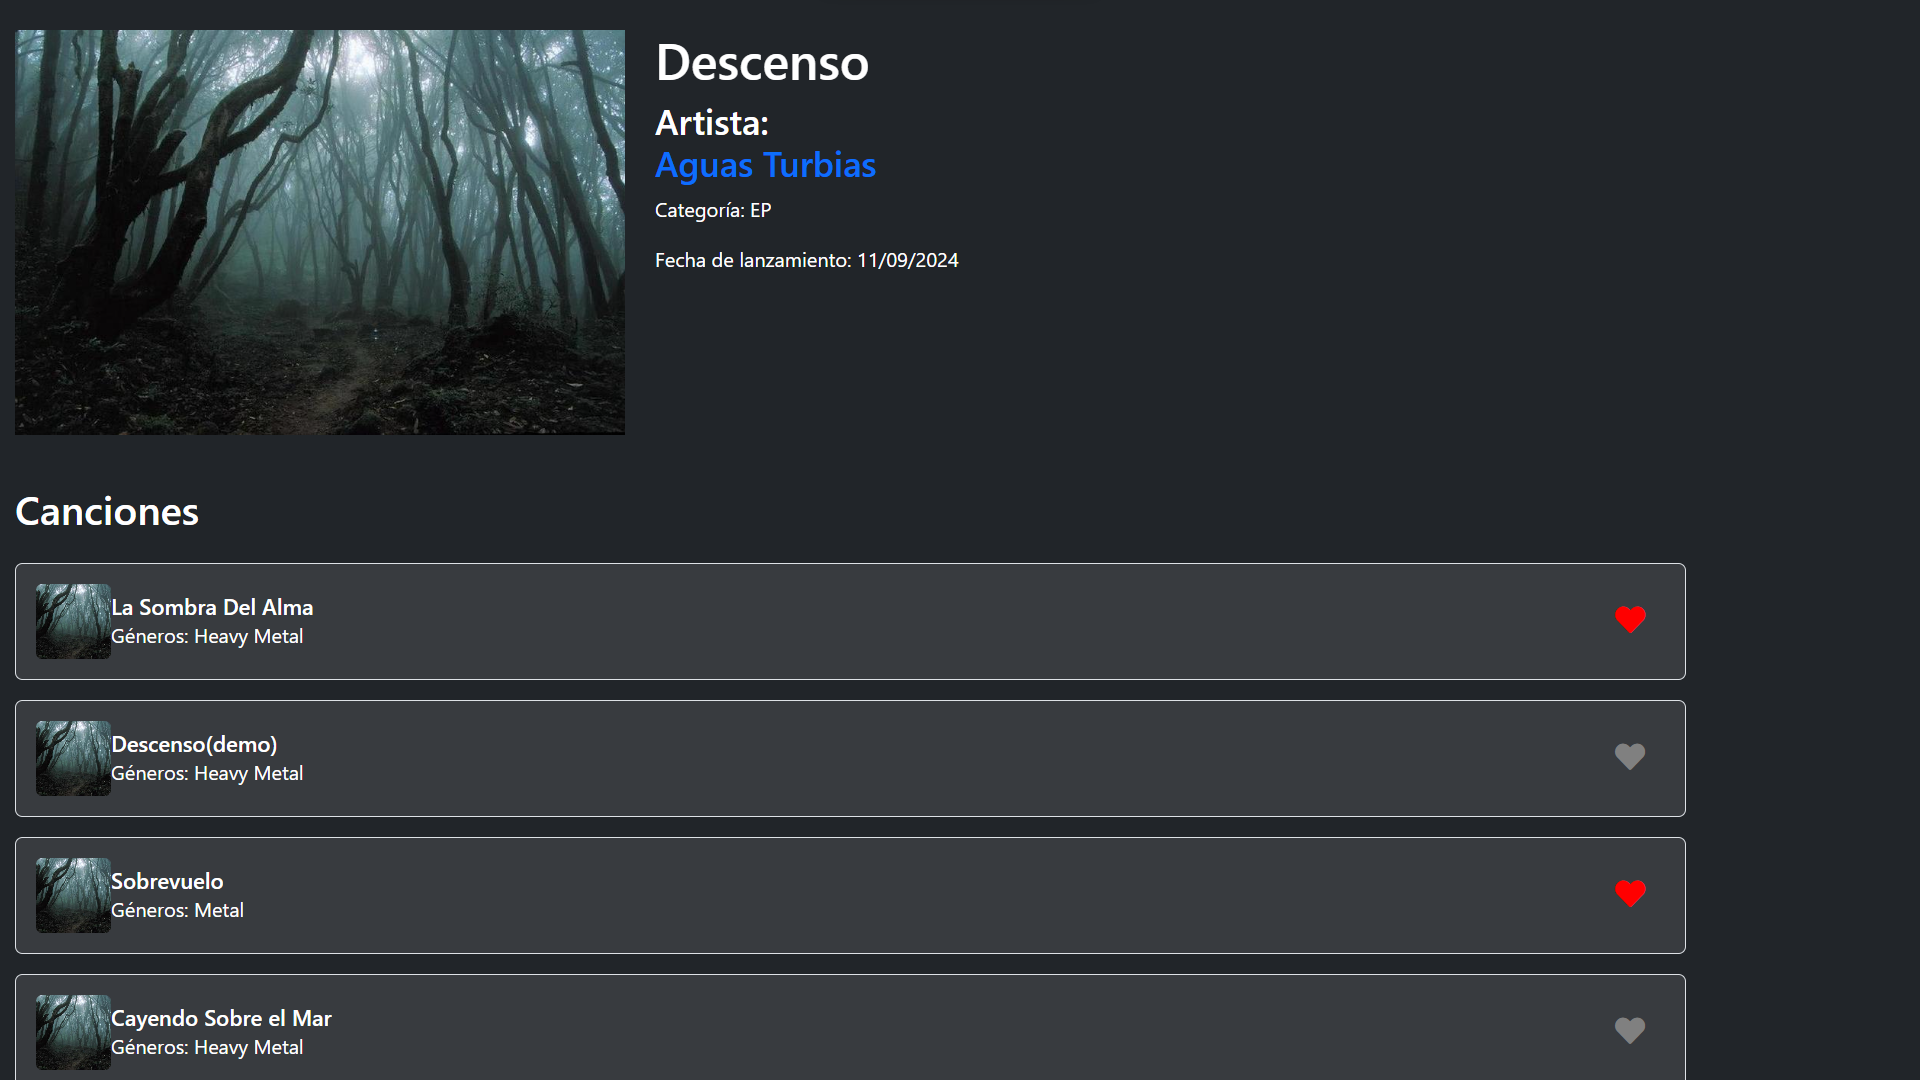 Descenso
Artista:
Aguas Turbias
Categoría: EP
Fecha de lanzamiento: 11/09/2024
Canciones
La Sombra Del Alma
Géneros: Heavy Metal
Descenso(demo)
Géneros: Heavy Metal
Sobrevuelo
Géneros: Metal
Cayendo Sobre el Mar
Géneros: Heavy Metal